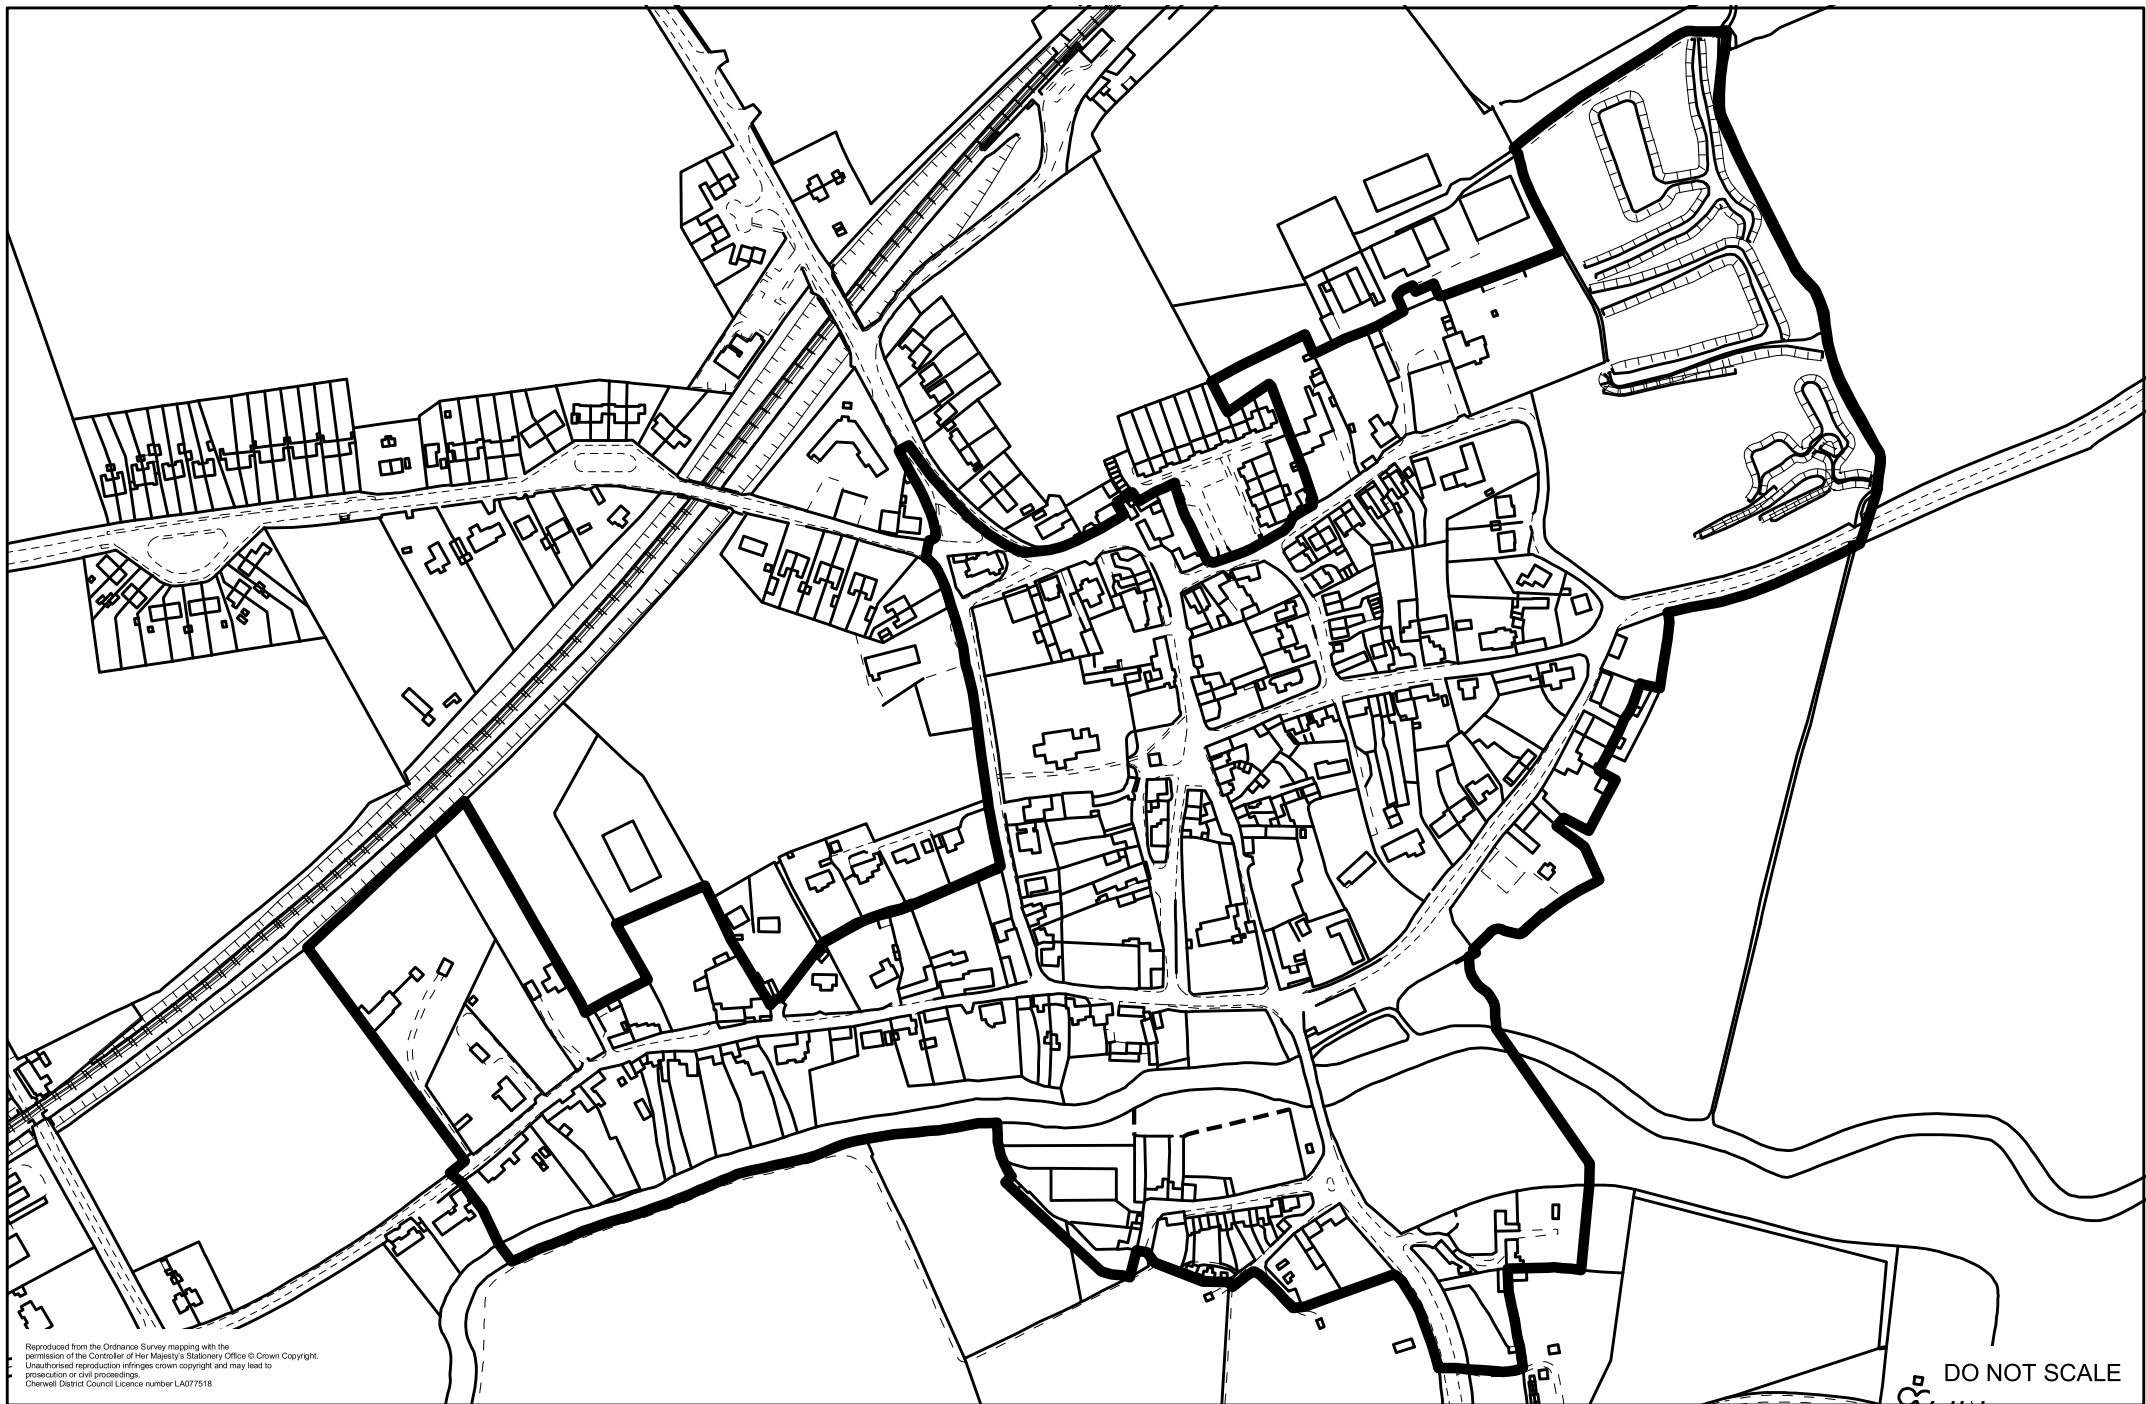 Reproduced from the Ordnance Survey mapping with the
permission of the Controller of Her Majesty's Stationery Office © Crown Copyright.
Unauthorised reproduction infringes crown copyright and may lead to
prosecution or civil proceedings.
Cherwell District Council Licence number LA077518
DO NOT SCALE